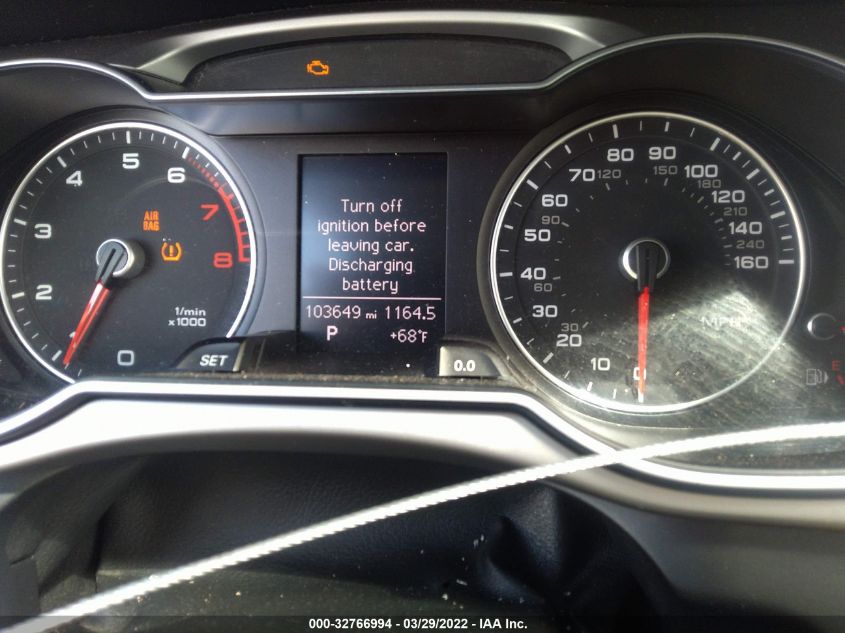 80 90
70 120 150 100
180
60 120
90 210
50 140
240
40 160
60
30
30
20
10 0
MPH
5
4 6
3 AIR BAG 7
8
2
1/min
x1000
1 0
SET
Turn off
ignition before
leaving car.
Discharging
battery
103649 mi 1164.5
P +68°F
0.0
E
000-32766994 - 03/29/2022 - IAA Inc.